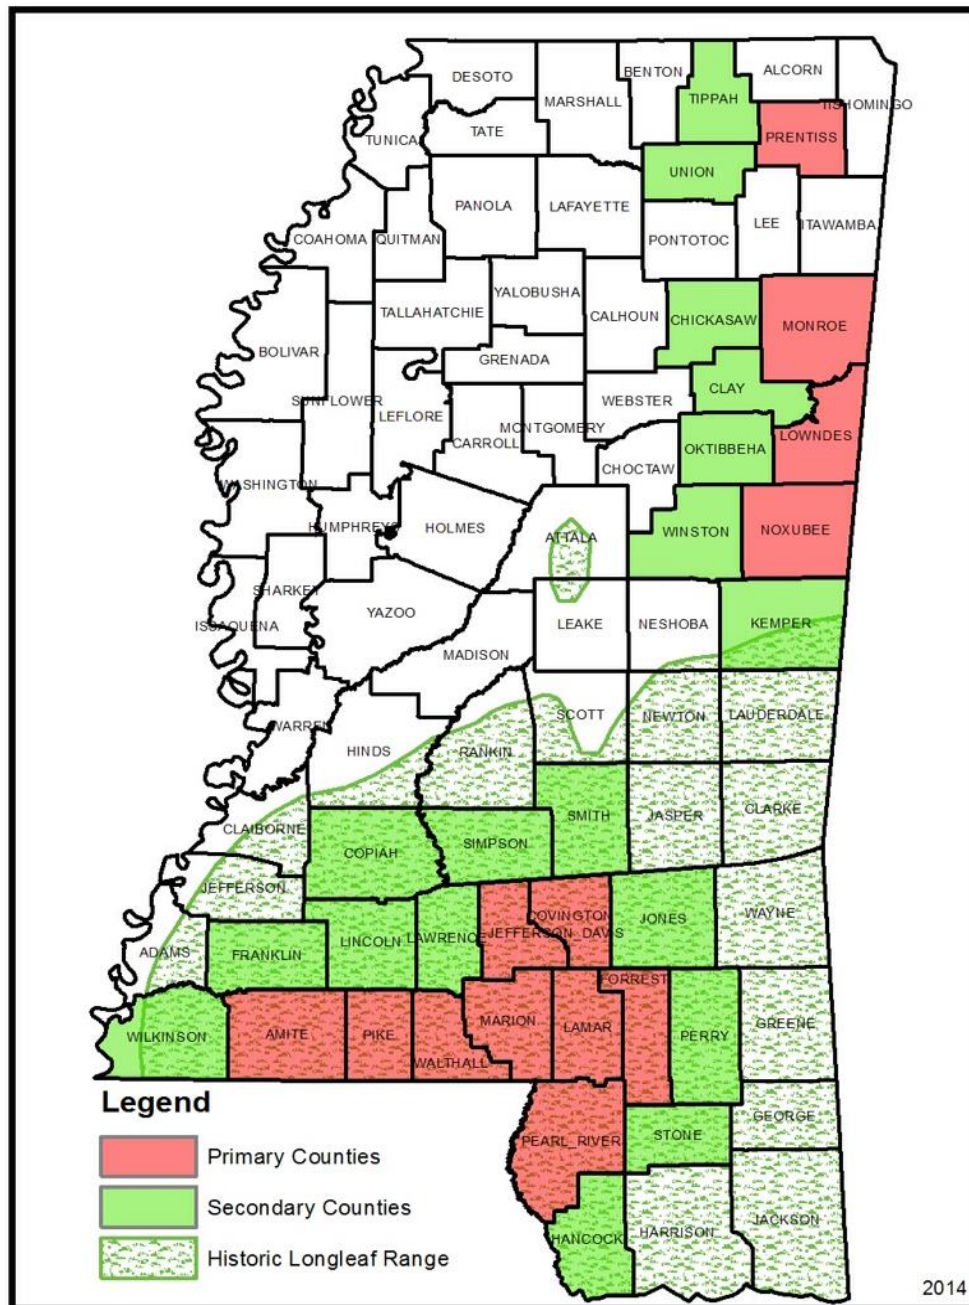 DESOTO
BENTON
ALCORN
MARSHALL
TIPPAH
TISHOMINGO
TUNICA
TATE
PRENTISS
UNION
PANOLA
LAFAYETTE
LEE
ITAWAMBA
COAHOMA
QUITMAN
PONTOTOC
YALOBUSHA
TALLAHATCHIE
CALHOUN
CHICKASAW
MONROE
BOLIVAR
GRENADA
CLAY
SUNFLOWER
LEFLORE
WEBSTER
MONTGOMERY
LOWNDES
CARROLL
OKTIBBEHA
CHOCTAW
WASHINGTON
HUMPHREYS
HOLMES
ATTALA
WINSTON
NOXUBEE
SHARKEY
YAZOO
ISSAQUENA
LEAKE
NESHOBA
KEMPER
MADISON
WARREN
SCOTT
NEWTON
LAUDERDALE
HINDS
RANKIN
CLAIBORNE
SMITH
JASPER
CLARKE
COPIAH
SIMPSON
JEFFERSON
COVINGTON
JONES
WAYNE
LINCOLN
LAWRENCE
JEFFERSON_DAVIS
ADAMS
FRANKLIN
FORREST
WILKINSON
AMITE
PIKE
MARION
LAMAR
PERRY
GREENE
WALTHALL
Legend
PEARL_RIVER
STONE
GEORGE
Primary Counties
Secondary Counties
HANCOCK
HARRISON
JACKSON
Historic Longleaf Range
2014